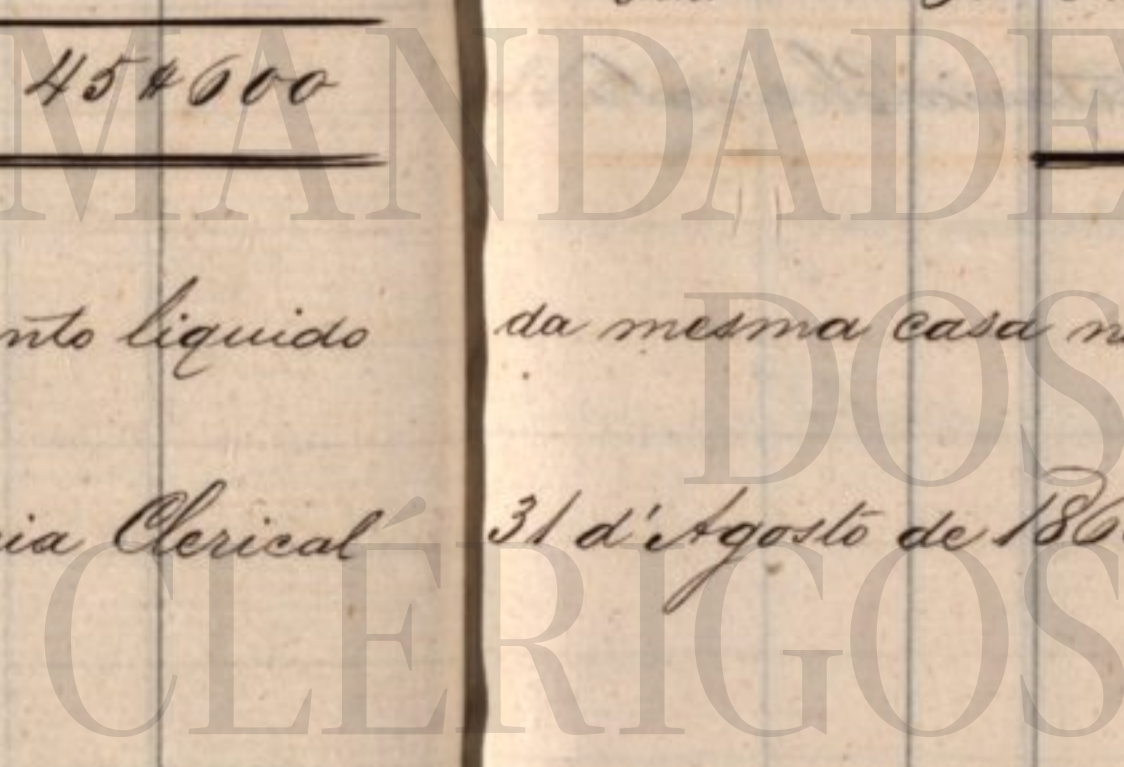 45$600
nto liquido da mesma casa
ia Clerical 31 d'Agosto de 186
MANDADE
DOS
CLÉRIGOS